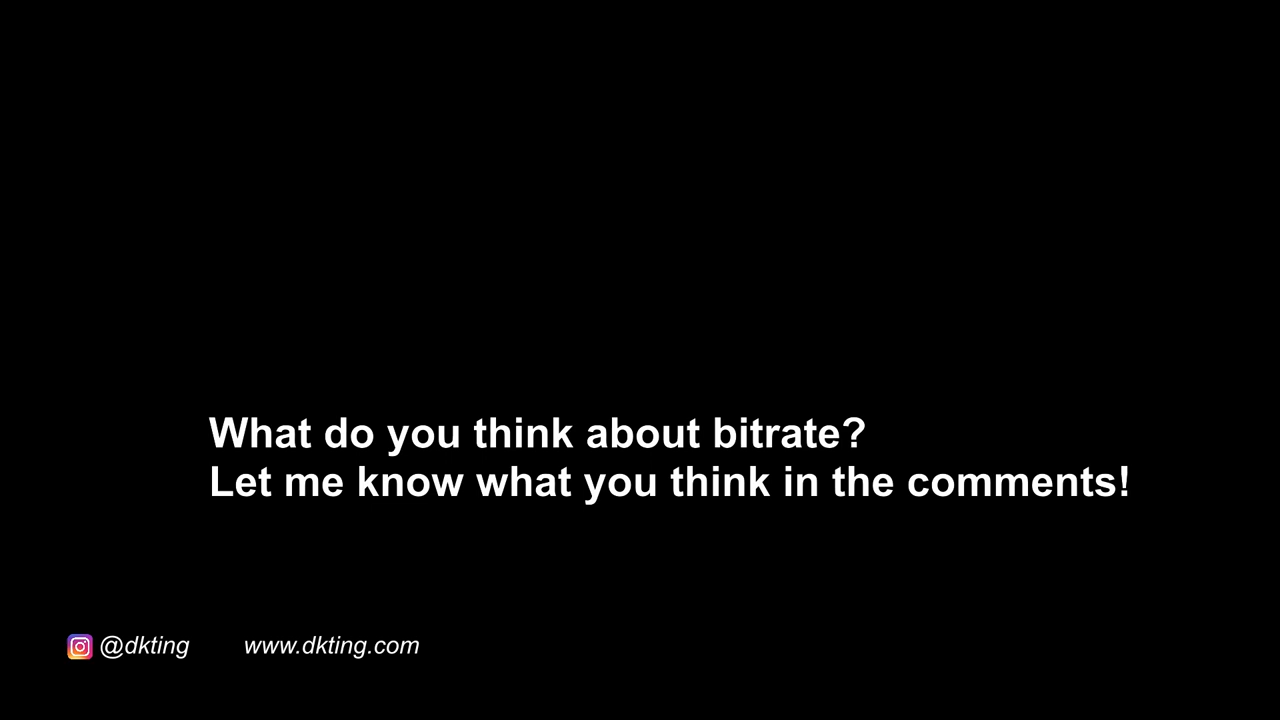 What do you think about bitrate?
Let me know what you think in the comments!
@dkting www.dkting.com